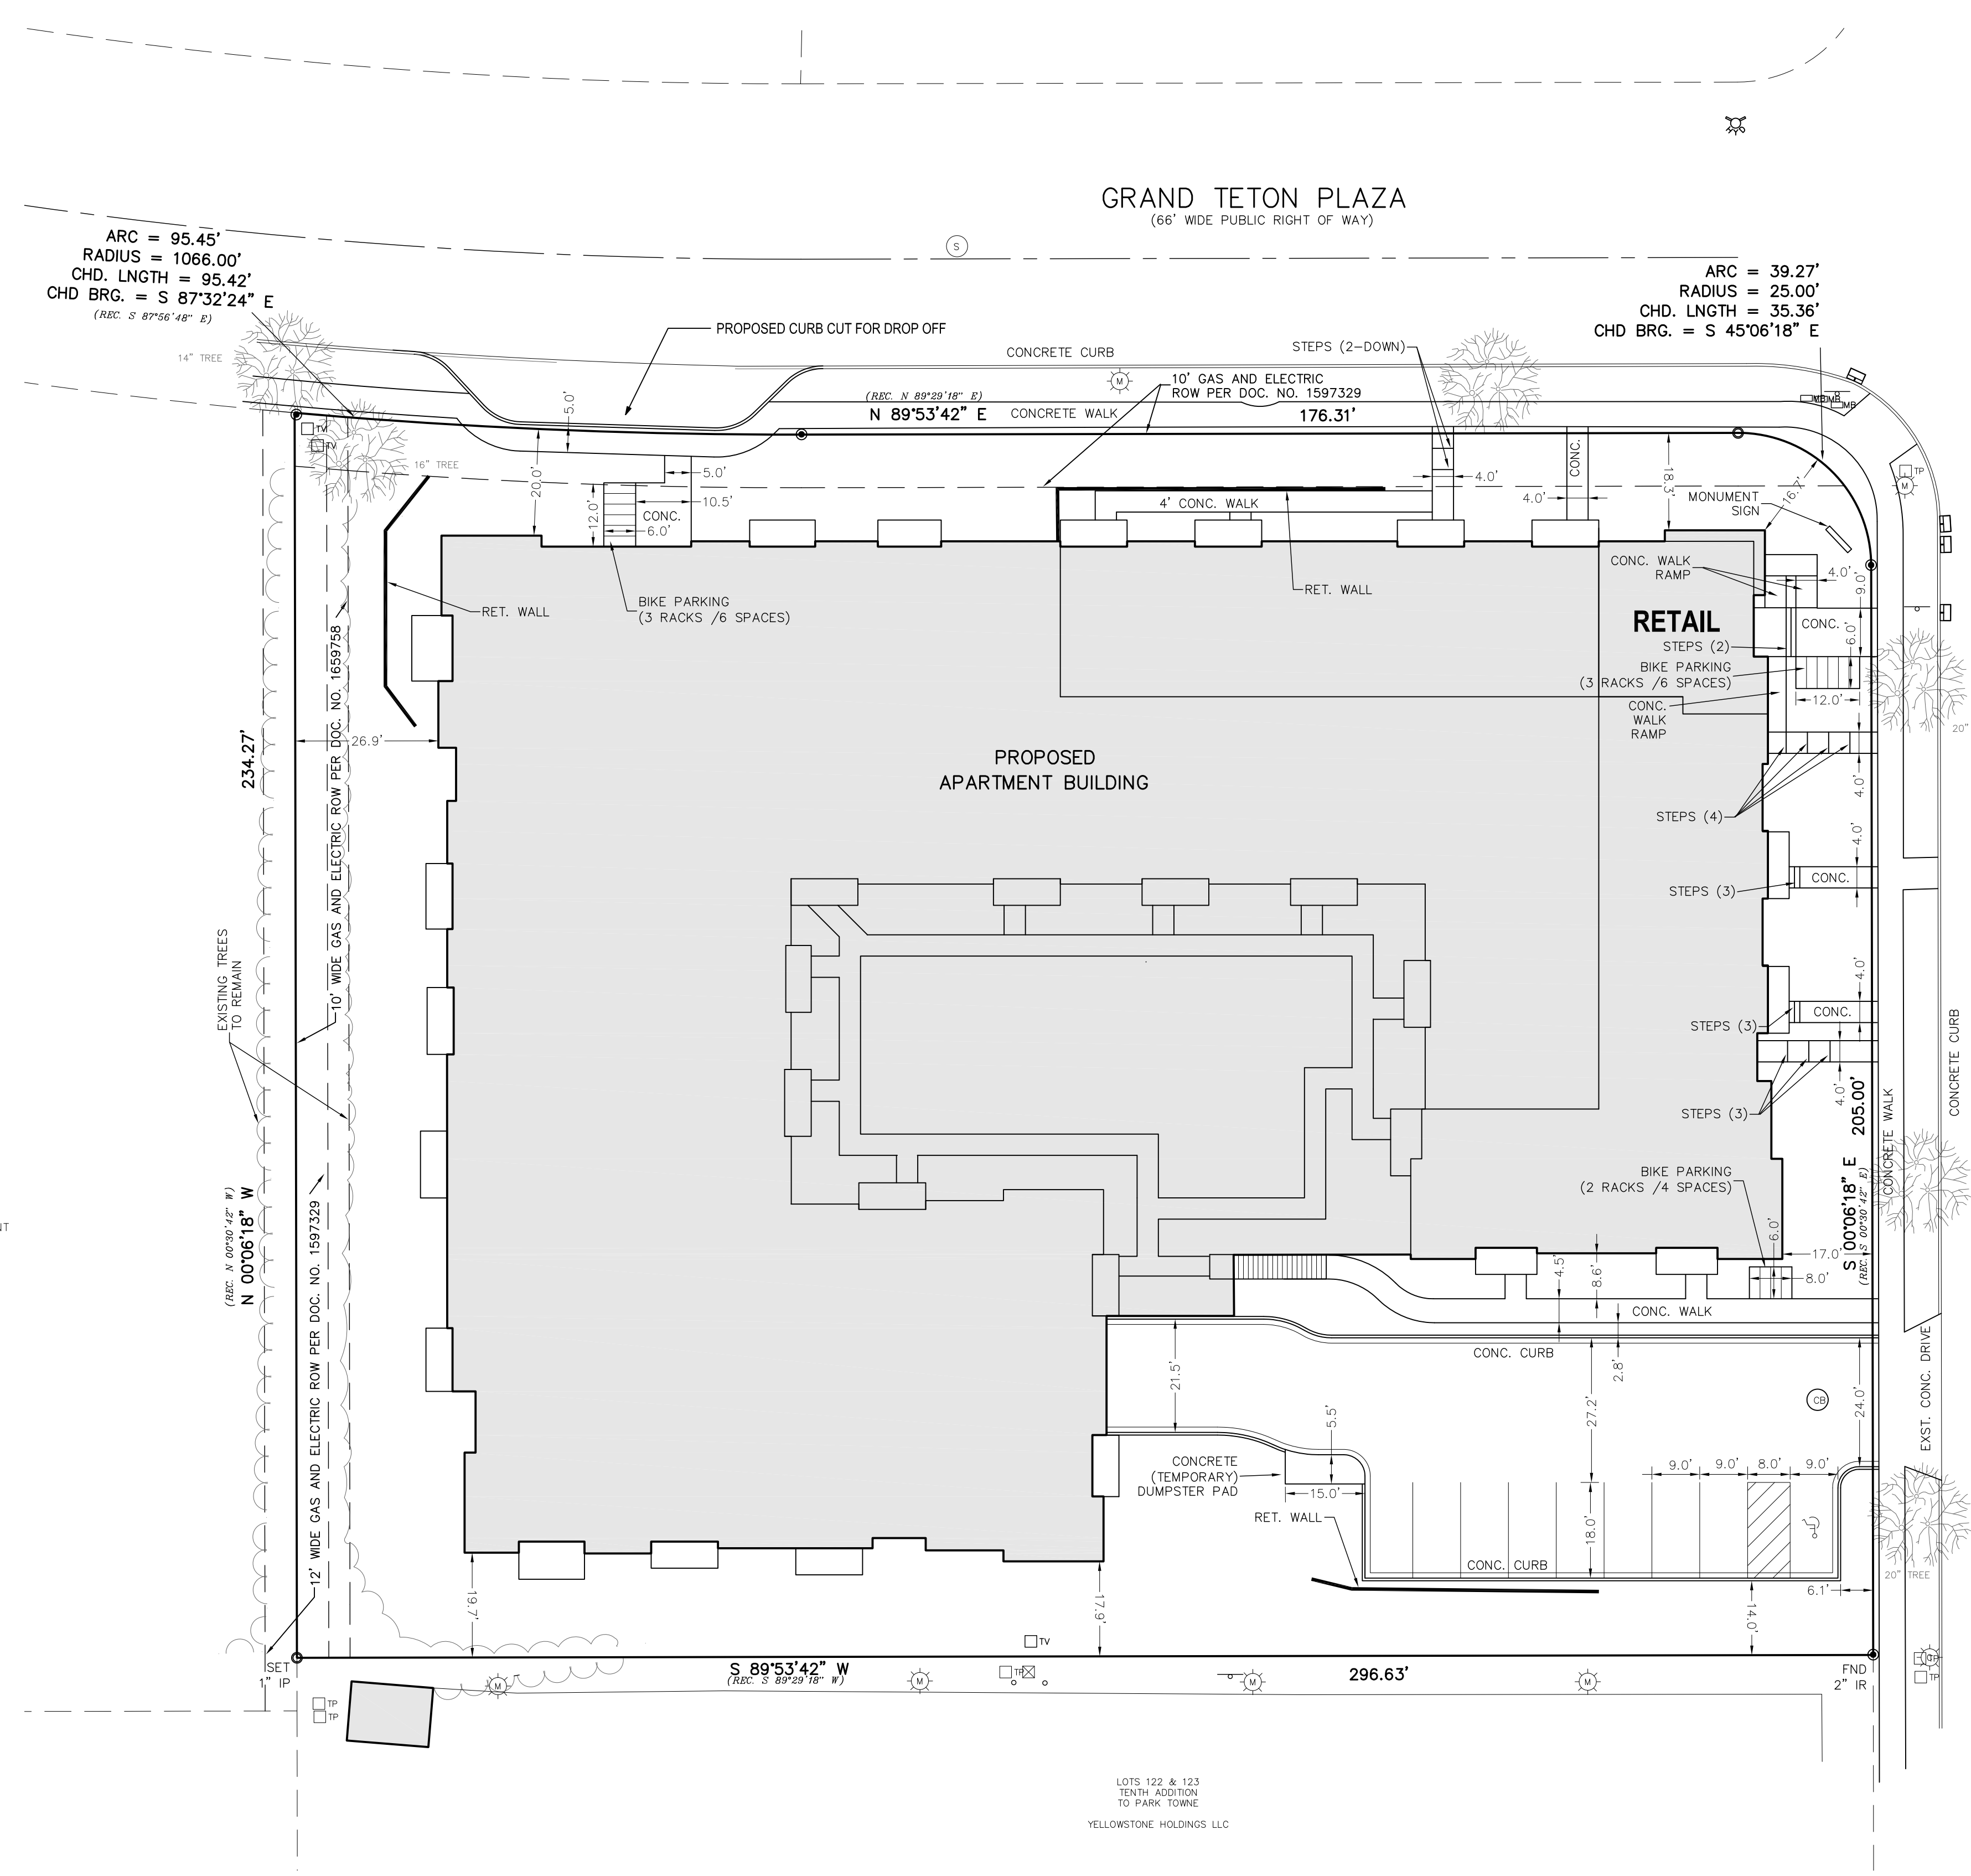 GRAND TETON PLAZA
(66' WIDE PUBLIC RIGHT OF WAY)
S
ARC = 95.45'
RADIUS = 1066.00'
CHD. LNGTH = 95.42'
CHD BRG. = S 87°32'24" E
(REC. S 87°56'48" E)
ARC = 39.27'
RADIUS = 25.00'
CHD. LNGTH = 35.36'
CHD BRG. = S 45°06'18" E
14" TREE
PROPOSED CURB CUT FOR DROP OFF
CONCRETE CURB
STEPS (2-DOWN)
M
10' GAS AND ELECTRIC
ROW PER DOC. NO. 1597329
(REC. N 89°29'18" E)
N 89°53'42" E
CONCRETE WALK
176.31'
MB
MB
TV
TV
16" TREE
5.0'
20.0'
5.0'
10.5'
12.0'
CONC.
6.0'
4' CONC. WALK
4.0'
4.0'
CONC.
18.3'
16.7'
MONUMENT
SIGN
TP
M
RET. WALL
BIKE PARKING
(3 RACKS /6 SPACES)
RET. WALL
CONC. WALK
RAMP
4.0'
9.0'
RETAIL
CONC.
STEPS (2)
6.0'
BIKE PARKING
(3 RACKS /6 SPACES)
12.0'
CONC.
WALK
RAMP
20"
26.9'
234.27'
10' WIDE GAS AND ELECTRIC ROW PER DOC. NO. 1659758
PROPOSED
APARTMENT BUILDING
4.0'
STEPS (4)
4.0'
STEPS (3)
CONC.
EXISTING TREES
TO REMAIN
4.0'
STEPS (3)
CONC.
4.0'
STEPS (3)
CONCRETE CURB
CONCRETE WALK
S 00°06'18" E 205.00'
(REC. S 00°30'42" E)
(REC. N 00°30'42" W)
N 00°06'18" W
12' WIDE GAS AND ELECTRIC ROW PER DOC. NO. 1597329
NT
BIKE PARKING
(2 RACKS /4 SPACES)
6.0'
17.0'
8.0'
4.5'
8.6'
CONC. WALK
CONC. CURB
2.8'
21.5'
27.2'
24.0'
CB
EXST. CONC. DRIVE
5.5'
CONCRETE
(TEMPORARY)
DUMPSTER PAD
15.0'
9.0'
9.0'
8.0'
9.0'
18.0'
RET. WALL
CONC. CURB
20" TREE
6.1'
19.7'
17.9'
14.0'
TV
SET
1" IP
S 89°53'42" W
(REC. S 89°29'18" W)
TP
296.63'
FND
2" IR
TP
TP
M
M
M
M
TP
TP
LOTS 122 & 123
TENTH ADDITION
TO PARK TOWNE
YELLOWSTONE HOLDINGS LLC